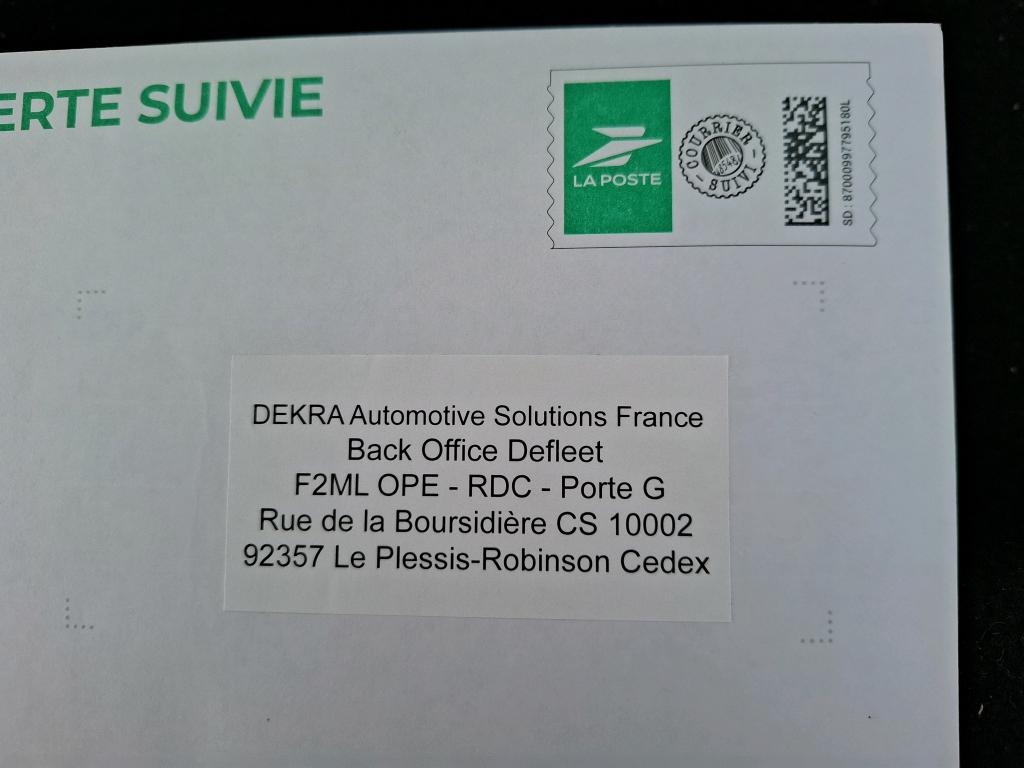 ERTE SUIVIE
LA POSTE
COURRIER
SUIVI
SD : 87000997795180L
DEKRA Automotive Solutions France
Back Office Defleet
F2ML OPE - RDC - Porte G
Rue de la Boursidière CS 10002
92357 Le Plessis-Robinson Cedex